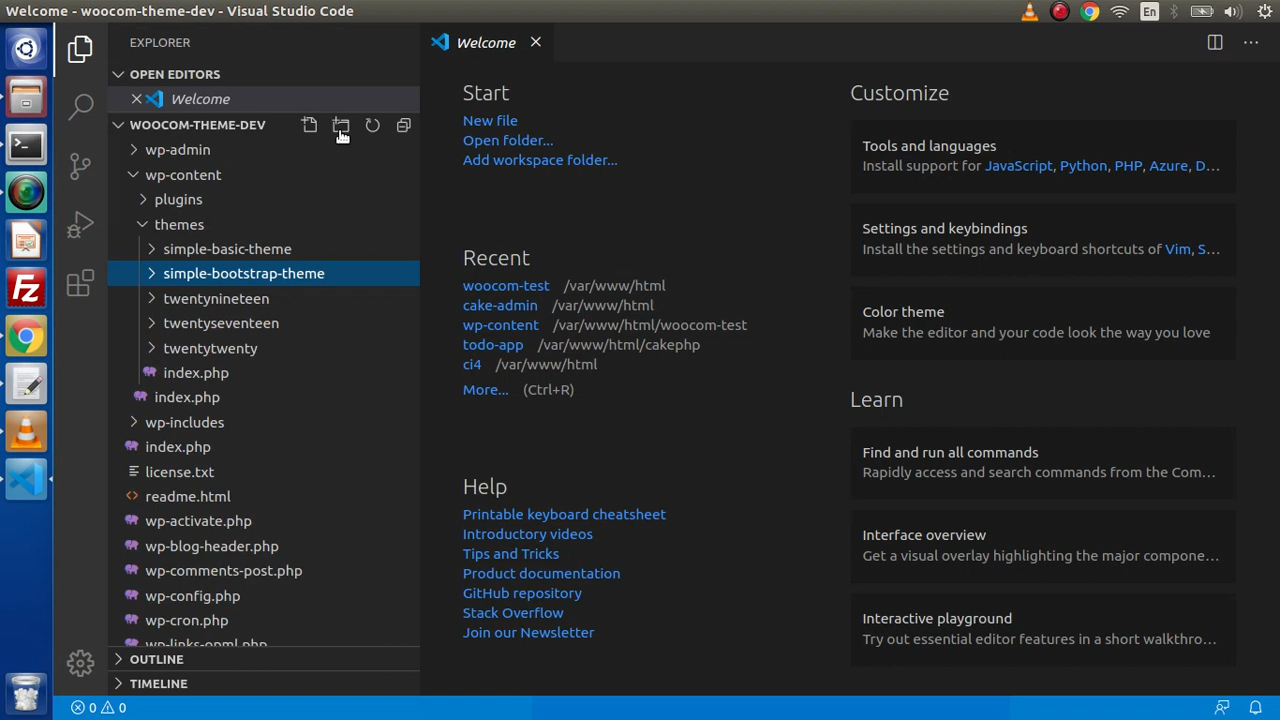 Welcome - woocom-theme-dev - Visual Studio Code
En
EXPLORER
OPEN EDITORS
Welcome
WOOCOM-THEME-DEV
wp-admin
wp-content
plugins
themes
simple-basic-theme
simple-bootstrap-theme
twentynineteen
twentyseventeen
twentytwenty
index.php
index.php
wp-includes
index.php
license.txt
readme.html
wp-activate.php
wp-blog-header.php
wp-comments-post.php
wp-config.php
wp-cron.php
wp-links-opml.php
OUTLINE
TIMELINE
0 0
Welcome
Start
New file
Open folder...
Add workspace folder...
Recent
woocom-test /var/www/html
cake-admin /var/www/html
wp-content /var/www/html/woocom-test
todo-app /var/www/html/cakephp
ci4 /var/www/html
More... (Ctrl+R)
Help
Printable keyboard cheatsheet
Introductory videos
Tips and Tricks
Product documentation
GitHub repository
Stack Overflow
Join our Newsletter
Customize
Tools and languages
Install support for JavaScript, Python, PHP, Azure, D...
Settings and keybindings
Install the settings and keyboard shortcuts of Vim, S...
Color theme
Make the editor and your code look the way you love
Learn
Find and run all commands
Rapidly access and search commands from the Com...
Interface overview
Get a visual overlay highlighting the major compone...
Interactive playground
Try out essential editor features in a short walkthro...